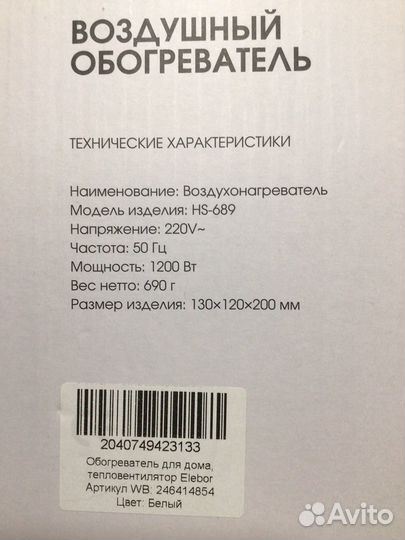 ВОЗДУШНЫЙ
ОБОГРЕВАТЕЛЬ
ТЕХНИЧЕСКИЕ ХАРАКТЕРИСТИКИ
Наименование: Воздухонагреватель
Модель изделия: HS-689
Напряжение: 220V~
Частота: 50 Гц
Мощность: 1200 Вт
Вес нетто: 690 г
Размер изделия: 130×120×200 мм
2040749423133
Обогреватель для дома,
тепловентилятор Elebor
Артикул WB: 246414854
Цвет: Белый
Avito